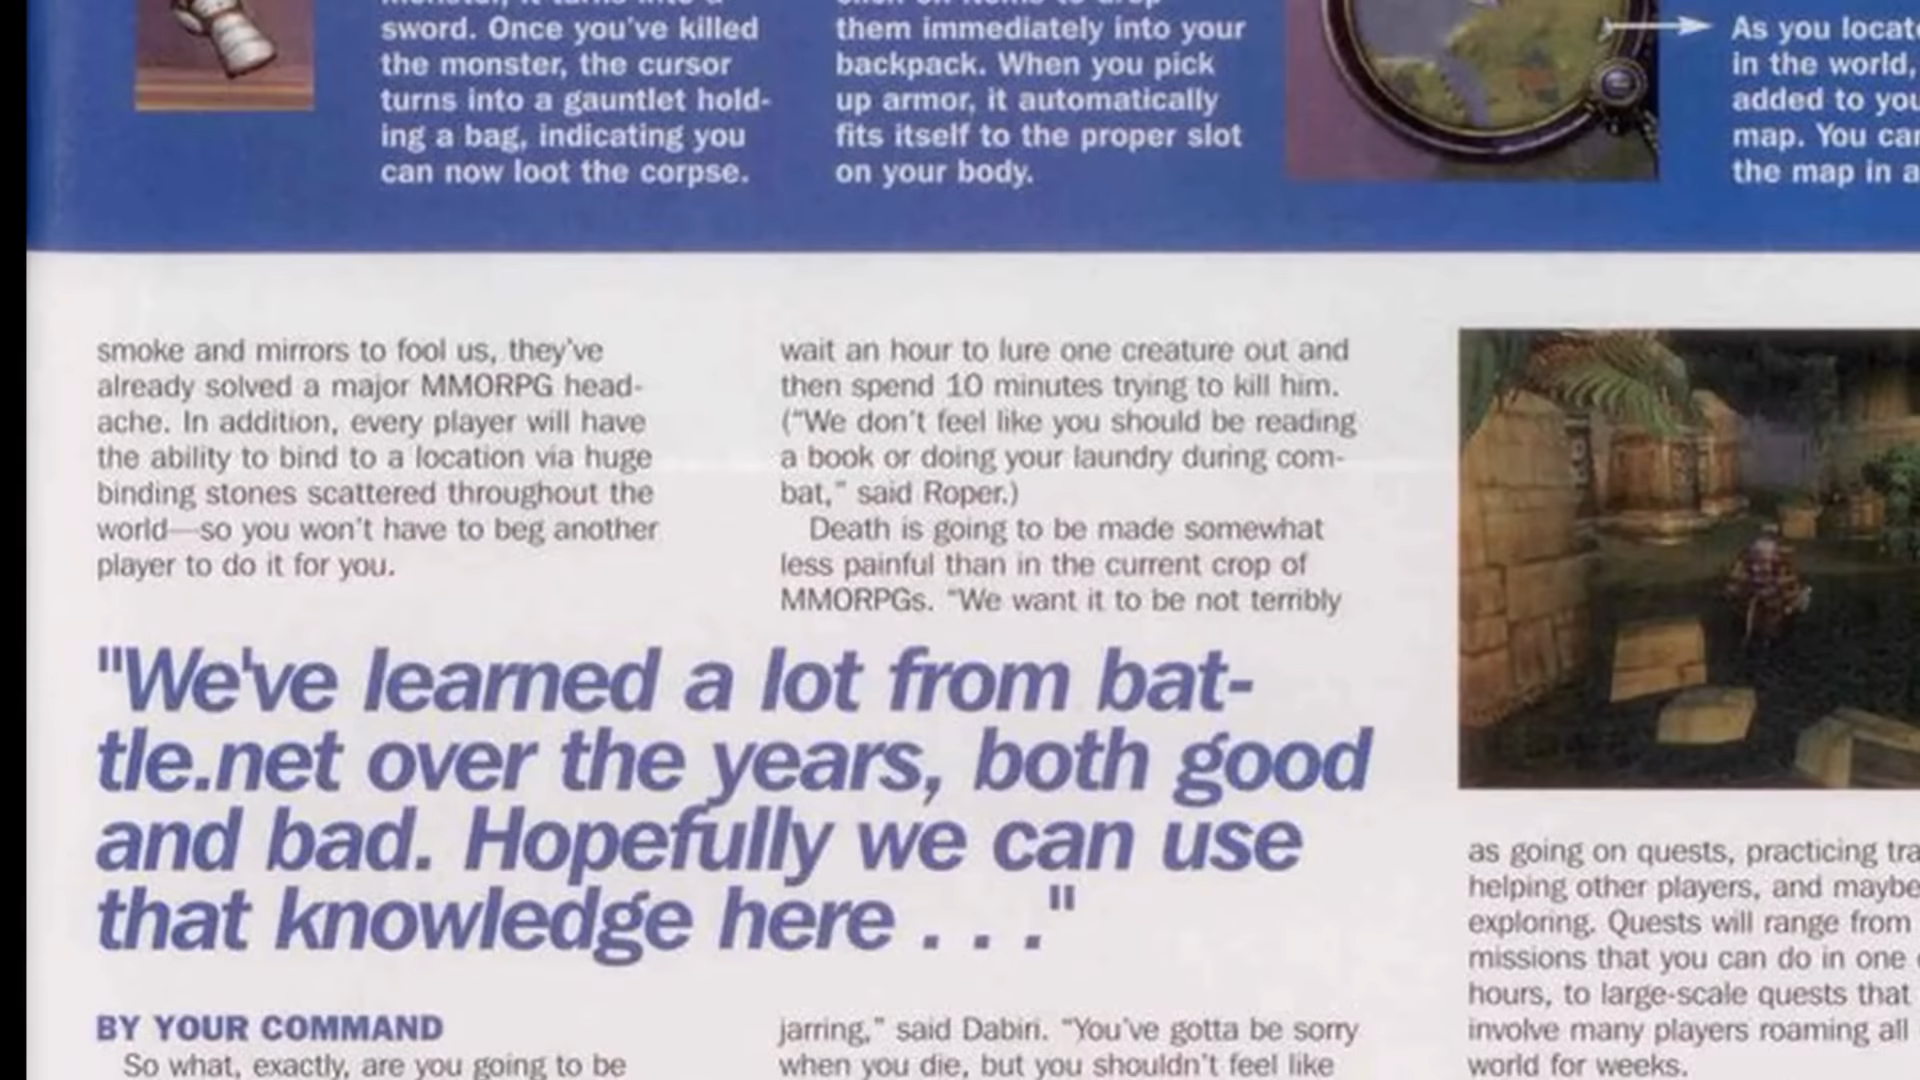 sword. Once you've killed
the monster, the cursor
turns into a gauntlet hold-
ing a bag, indicating you
can now loot the corpse.
them immediately into your
backpack. When you pick
up armor, it automatically
fits itself to the proper slot
on your body.
As you locate
in the world,
added to you
map. You can
the map in a
smoke and mirrors to fool us, they've
already solved a major MMORPG head-
ache. In addition, every player will have
the ability to bind to a location via huge
binding stones scattered throughout the
world—so you won't have to beg another
player to do it for you.
wait an hour to lure one creature out and
then spend 10 minutes trying to kill him.
("We don't feel like you should be reading
a book or doing your laundry during com-
bat," said Roper.)
Death is going to be made somewhat
less painful than in the current crop of
MMORPGs. "We want it to be not terribly
"We've learned a lot from bat-
tle.net over the years, both good
and bad. Hopefully we can use
that knowledge here . . ."
BY YOUR COMMAND
So what, exactly, are you going to be
jarring," said Dabiri. "You've gotta be sorry
when you die, but you shouldn't feel like
as going on quests, practicing tra
helping other players, and maybe
exploring. Quests will range from
missions that you can do in one
hours, to large-scale quests that
involve many players roaming all
world for weeks.